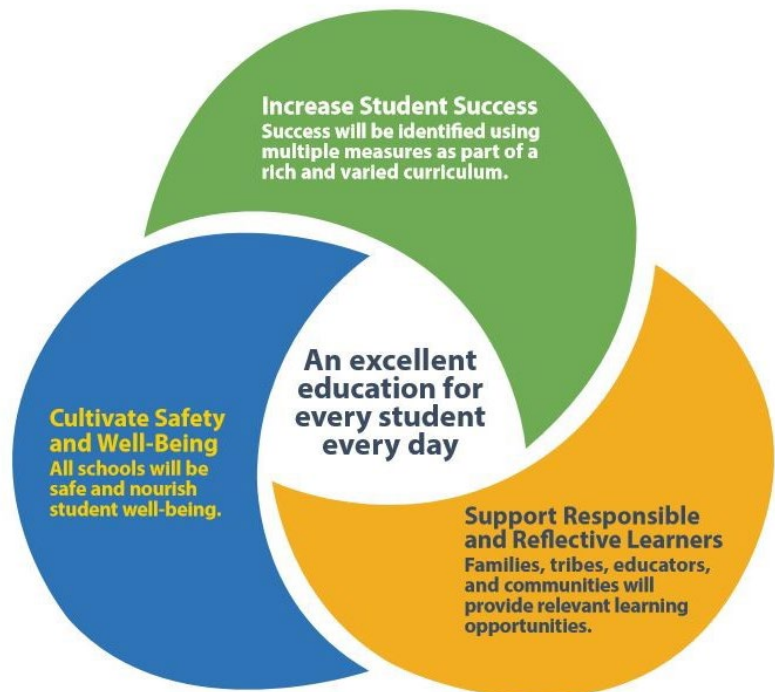 Increase Student Success
Success will be identified using
multiple measures as part of a
rich and varied curriculum.
An excellent
education for
every student
every day
Cultivate Safety
and Well-Being
All schools will be
safe and nourish
student well-being.
Support Responsible
and Reflective Learners
Families, tribes, educators,
and communities will
provide relevant learning
opportunities.